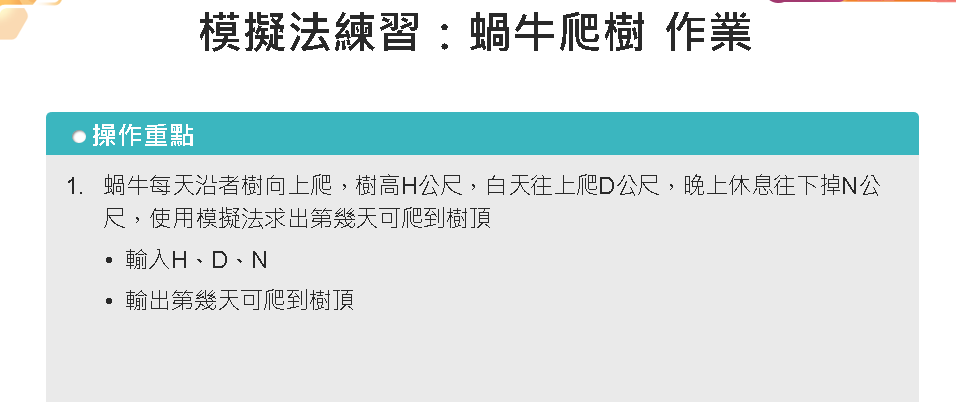 模擬法練習：蝸牛爬樹 作業
操作重點
1. 蝸牛每天沿者樹向上爬，樹高H公尺，白天往上爬D公尺，晚上休息往下掉N公
尺，使用模擬法求出第幾天可爬到樹頂
• 輸入H、D、N
• 輸出第幾天可爬到樹頂